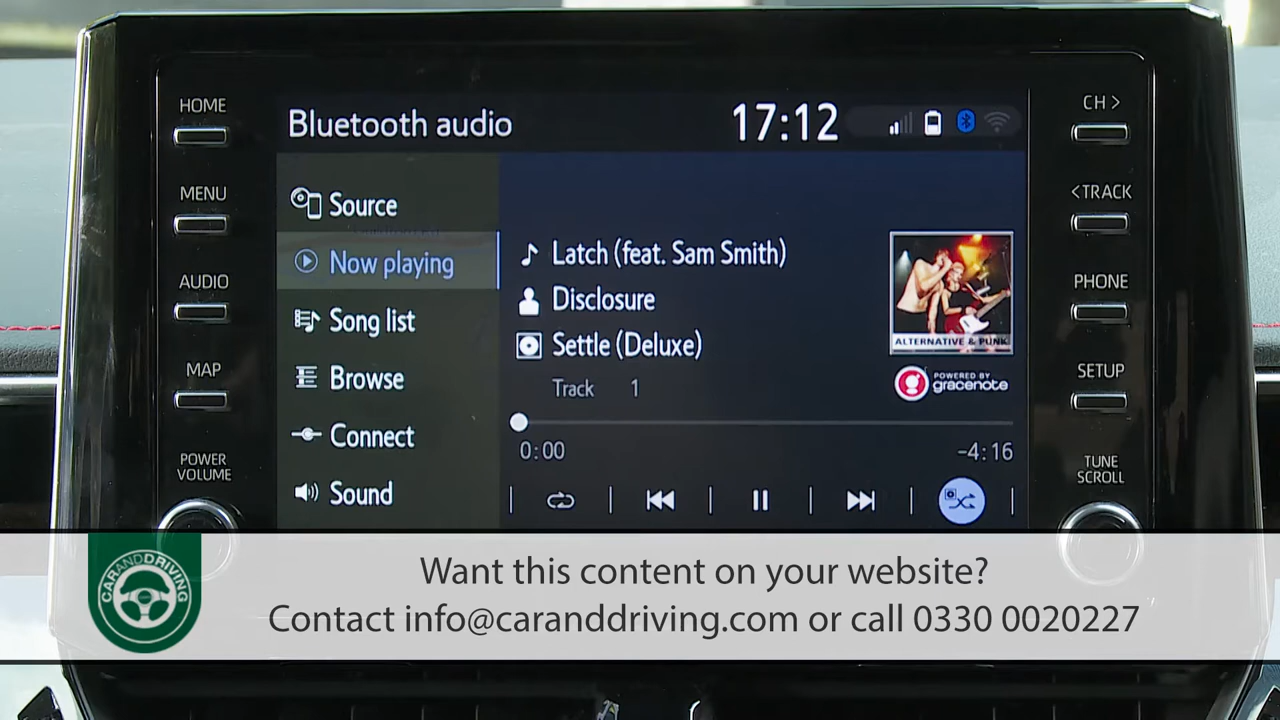 HOME
MENU
AUDIO
MAP
POWER
VOLUME
Bluetooth audio
17:12
Source
Now playing
Song list
Browse
Connect
Sound
Latch (feat. Sam Smith)
Disclosure
Settle (Deluxe)
Track 1
ALTERNATIVE & PUNK
POWERED BY
gracenote
0:00
-4:16
CH >
<TRACK
PHONE
SETUP
TUNE
SCROLL
CARANDDRIVING
Want this content on your website?
Contact info@caranddriving.com or call 0330 0020227